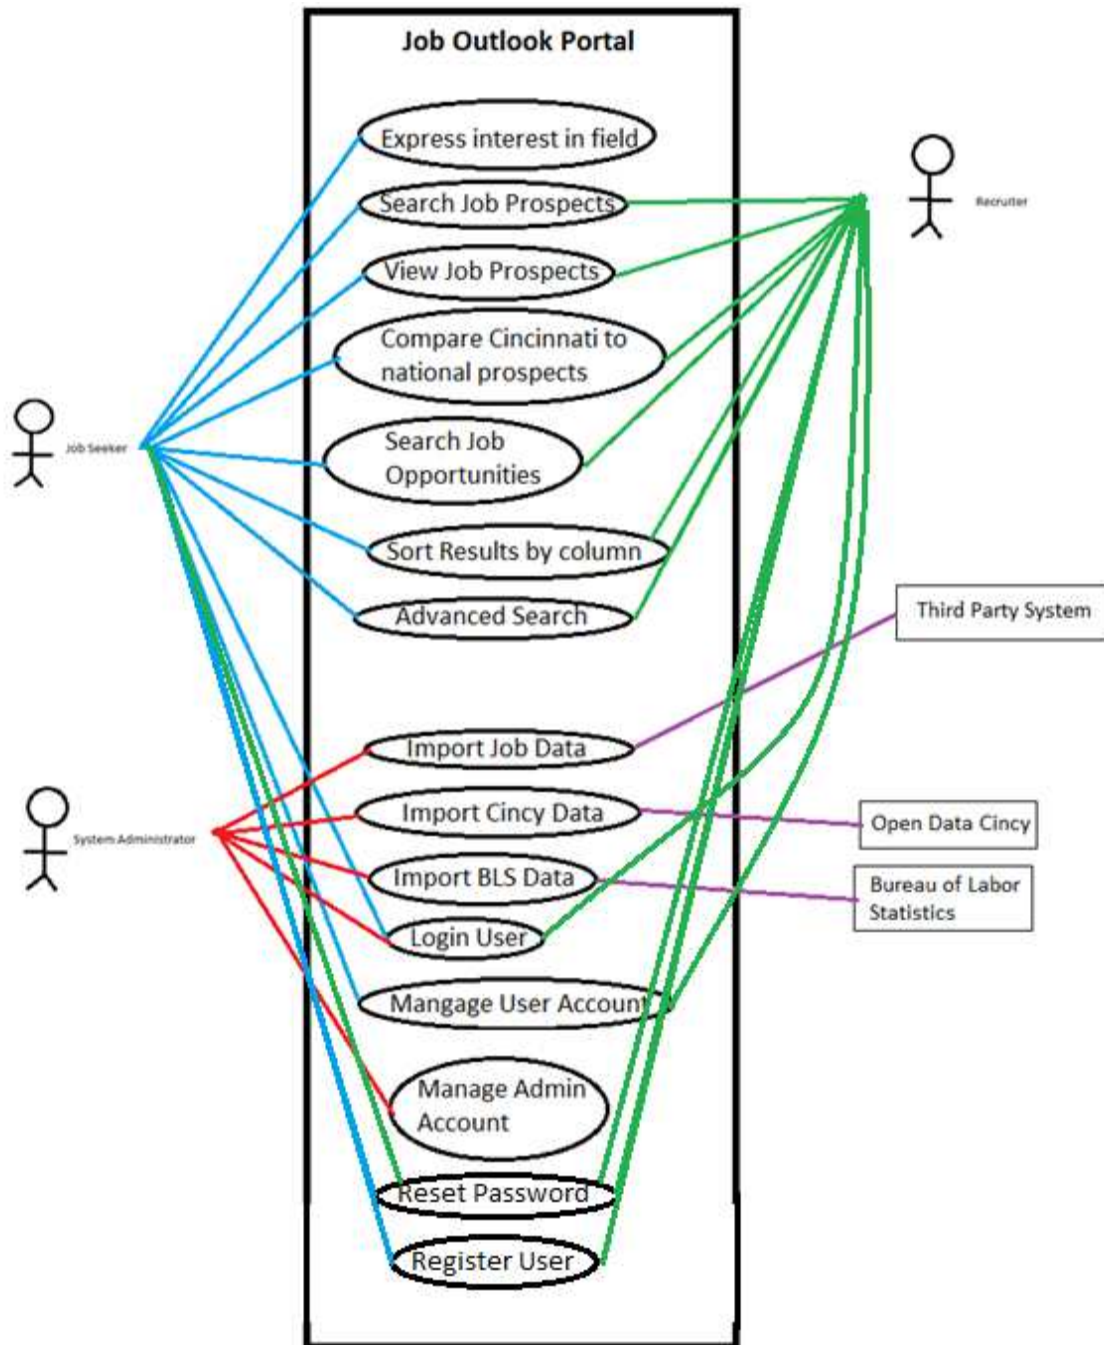 Job Outlook Portal
Express interest in field
Search Job Prospects
Recruiter
View Job Prospects
Compare Cincinnati to
national prospects
Job Seeker
Search Job
Opportunities
Sort Results by column
Advanced Search
Third Party System
Import Job Data
Import Cincy Data
Open Data Cincy
System Administrator
Import BLS Data
Bureau of Labor
Statistics
Login User
Mangage User Account
Manage Admin
Account
Reset Password
Register User